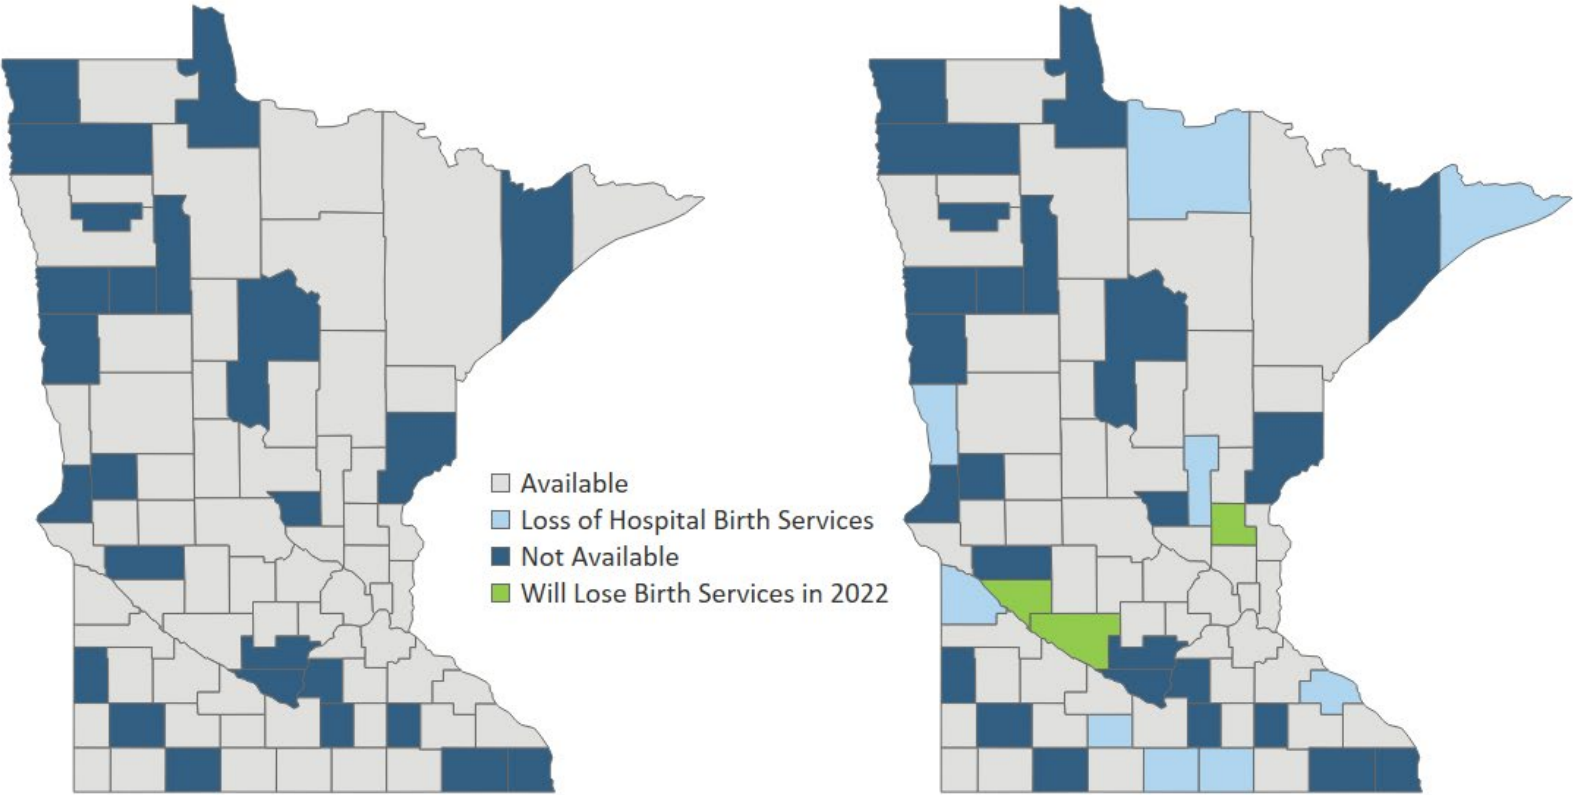 Available
Loss of Hospital Birth Services
Not Available
Will Lose Birth Services in 2022